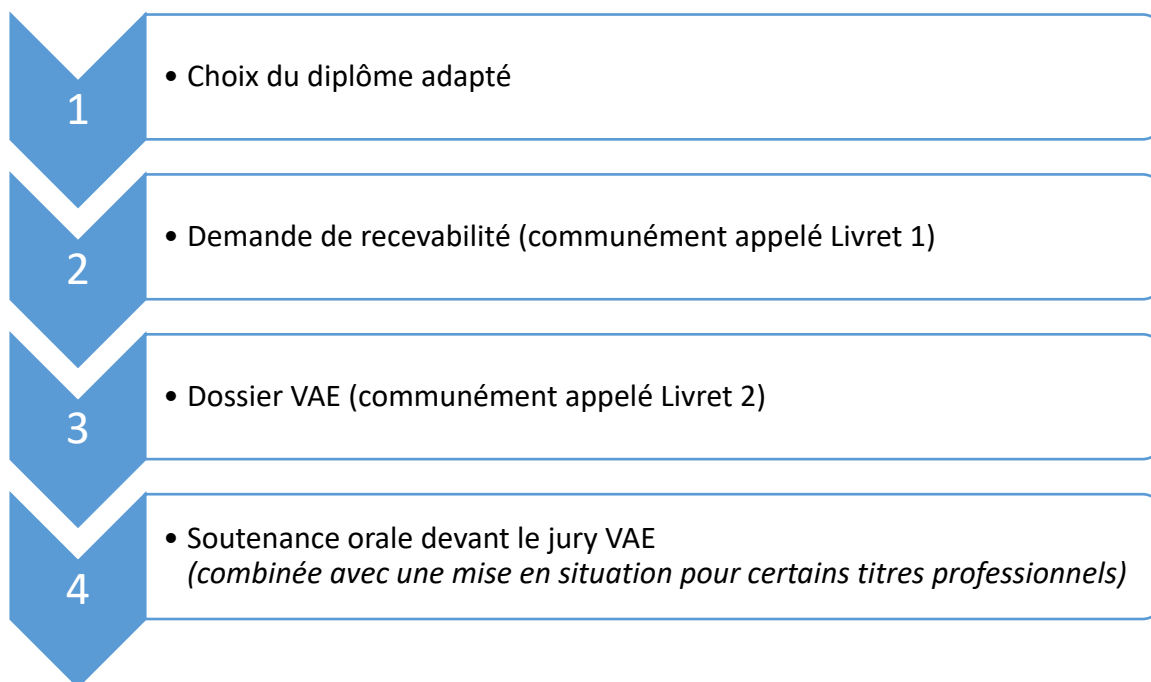 1
• Choix du diplôme adapté
2
• Demande de recevabilité (communément appelé Livret 1)
3
• Dossier VAE (communément appelé Livret 2)
4
• Soutenance orale devant le jury VAE
(combinée avec une mise en situation pour certains titres professionnels)